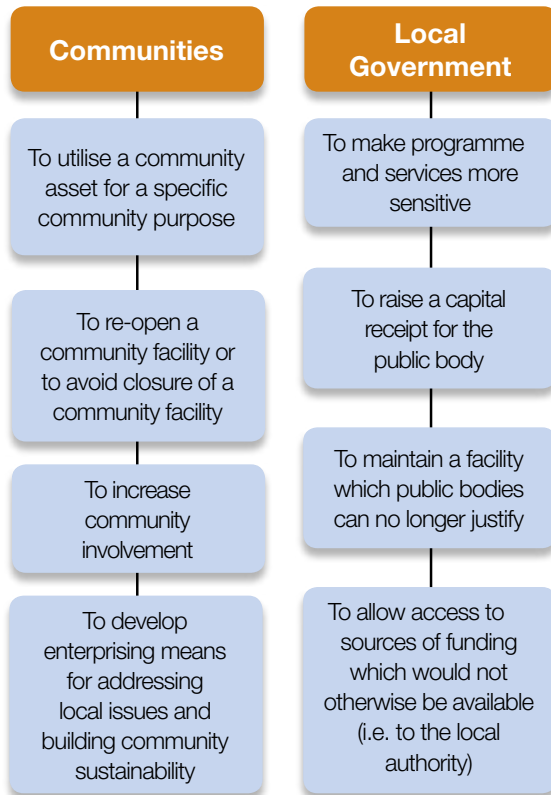 Communities
To utilise a community
asset for a specific
community purpose
To re-open a
community facility or
to avoid closure of a
community facility
To increase
community
involvement
To develop
enterprising means
for addressing
local issues and
building community
sustainability
Local
Government
To make programme
and services more
sensitive
To raise a capital
receipt for the
public body
To maintain a facility
which public bodies
can no longer justify
To allow access to
sources of funding
which would not
otherwise be available
(i.e. to the local
authority)